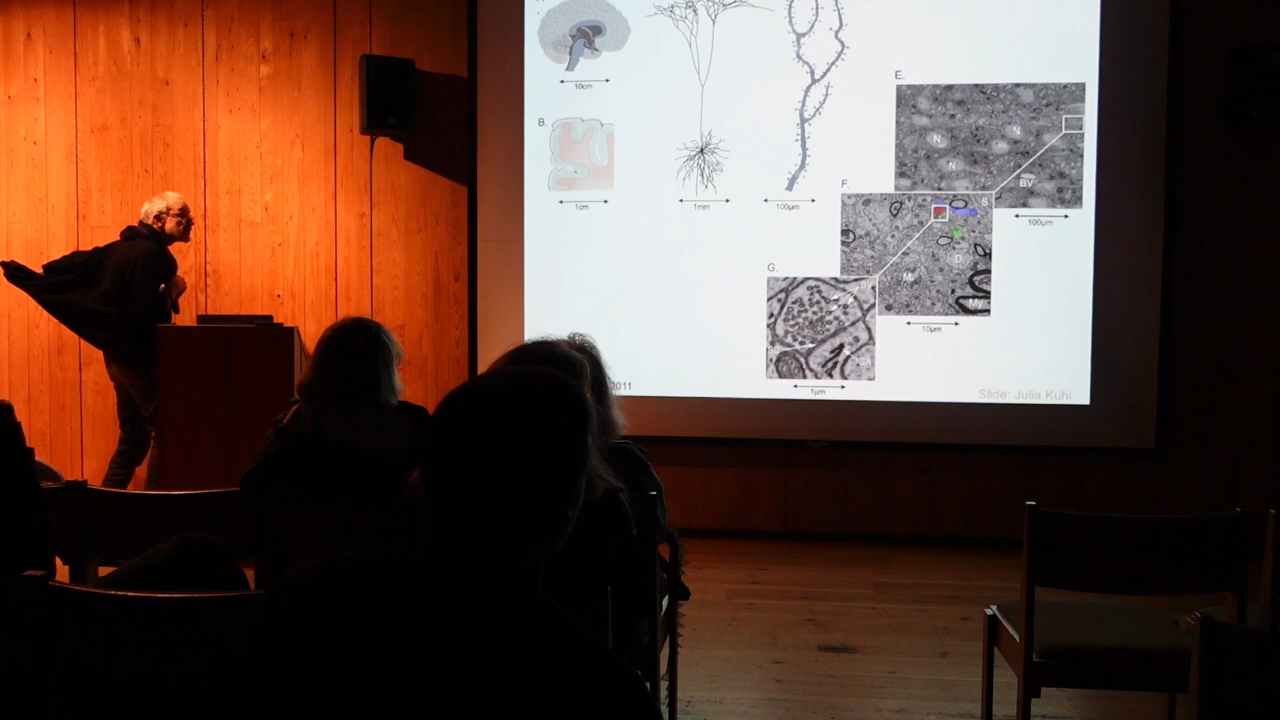 10cm
B.
1cm
1mm
100µm
E.
N
N
N
BV
100µm
F.
S
D
M
My
10µm
G.
1µm
2011
Slide: Julia Kuhl